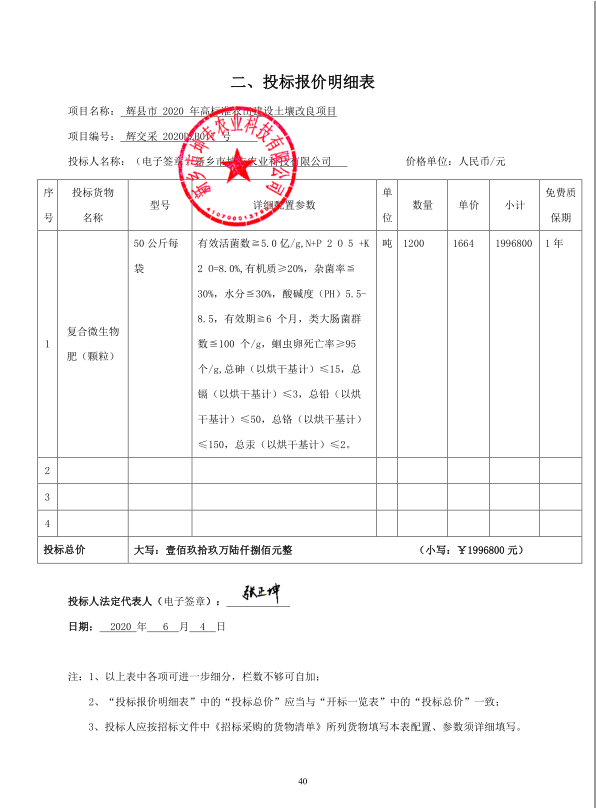 二、投标报价明细表
项目名称： 辉县市 2020 年高标准农田建设土壤改良项目
项目编号： 辉交采 2020 号
投标人名称：（电子签章 新乡市坤天农业科技有限公司 价格单位：人民币/元
序号 投标货物名称 型号 详细配置参数 单位 数量 单价 小计 免费质保期
1 复合微生物肥（颗粒） 50 公斤每袋 有效活菌数≧5.0 亿/g,N+P 2 O 5 +K
2 O=8.0%,有机质≥20%，杂菌率≦
30%，水分≦30%，酸碱度（PH）5.5-
8.5，有效期≧6 个月，类大肠菌群
数≦100 个/g，蛔虫卵死亡率≥95
个/g,总砷（以烘干基计）≤15，总
镉（以烘干基计）≤3，总铅（以烘
干基计）≤50，总铬（以烘干基计）
≤150，总汞（以烘干基计）≤2。 吨 1200 1664 1996800 1 年
2
3
4
投标总价 大写：壹佰玖拾玖万陆仟捌佰元整 （小写：￥1996800 元）
投标人法定代表人（电子签章）： 张正坤
日期： 2020 年 6 月 4 日
注：1、以上表中各项可进一步细分，栏数不够可自加；
2、“投标报价明细表”中的“投标总价”应当与“开标一览表”中的“投标总价”一致；
3、投标人应按招标文件中《招标采购的货物清单》所列货物填写本表配置、参数须详细填写。
40